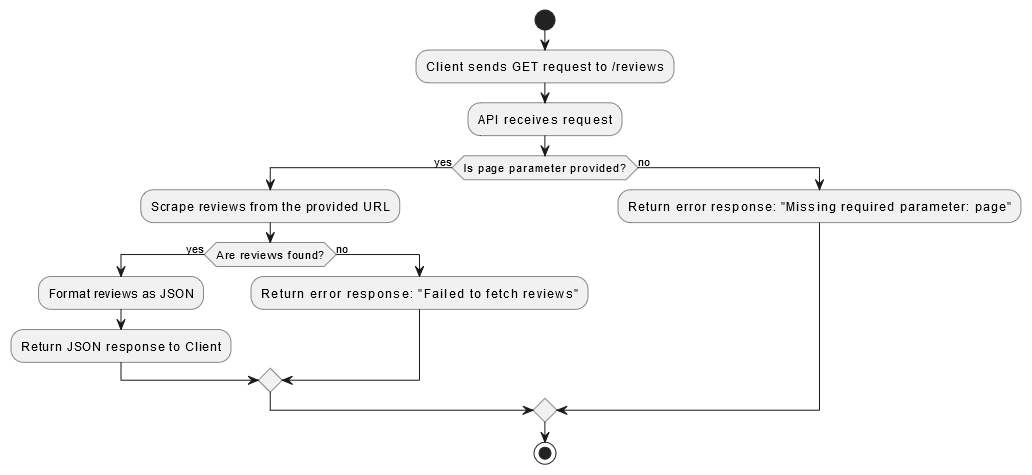 Client sends GET request to /reviews
API receives request
yes
Is page parameter provided?
no
Scrape reviews from the provided URL
Return error response: "Missing required parameter: page"
yes
Are reviews found?
no
Format reviews as JSON
Return error response: "Failed to fetch reviews"
Return JSON response to Client